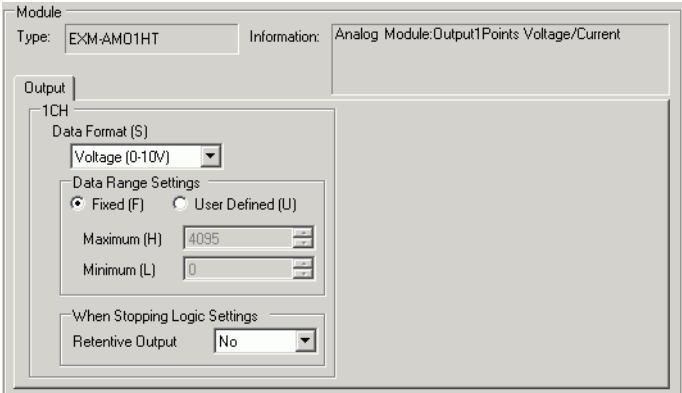 Module
Type: EXM-AMO1HT Information: Analog Module:Output1Points Voltage/Current
Output
1CH
Data Format (S)
Voltage (0-10V)
Data Range Settings
Fixed (F) User Defined (U)
Maximum (H) 4095
Minimum (L) 0
When Stopping Logic Settings
Retentive Output No